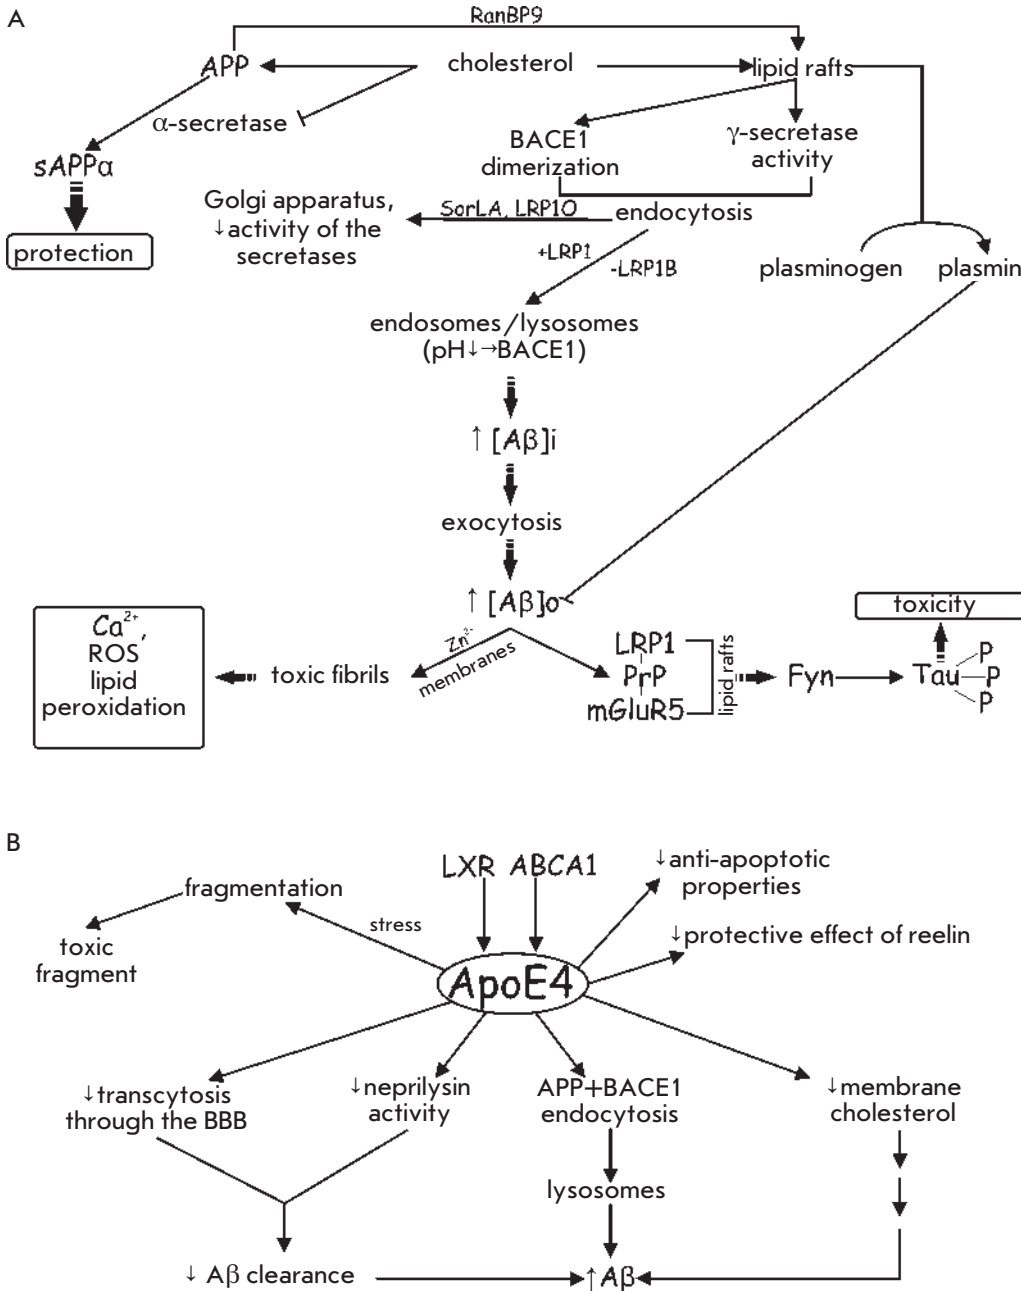 A
RanBP9
APP
cholesterol
lipid rafts
α-secretase
BACE1
dimerization
γ-secretase
activity
sAPPα
protection
Golgi apparatus,
↓activity of the
secretases
SorLA, LRP10
endocytosis
+LRP1
-LRP1B
plasminogen
plasmin
endosomes/lysosomes
(pH↓→BACE1)
↑ [Aβ]i
exocytosis
↑ [Aβ]o
Ca²⁺,
ROS
lipid
peroxidation
toxic fibrils
membranes
LRP1
PrP
mGluR5
lipid rafts
Fyn
Tau
P
P
P
toxicity
B
LXR ABCA1
↓anti-apoptotic
properties
fragmentation
stress
toxic
fragment
↓protective effect of reelin
ApoE4
↓transcytosis
through the BBB
↓neprilysin
activity
APP+BACE1
endocytosis
↓membrane
cholesterol
lysosomes
↓ Aβ clearance
↑Aβ